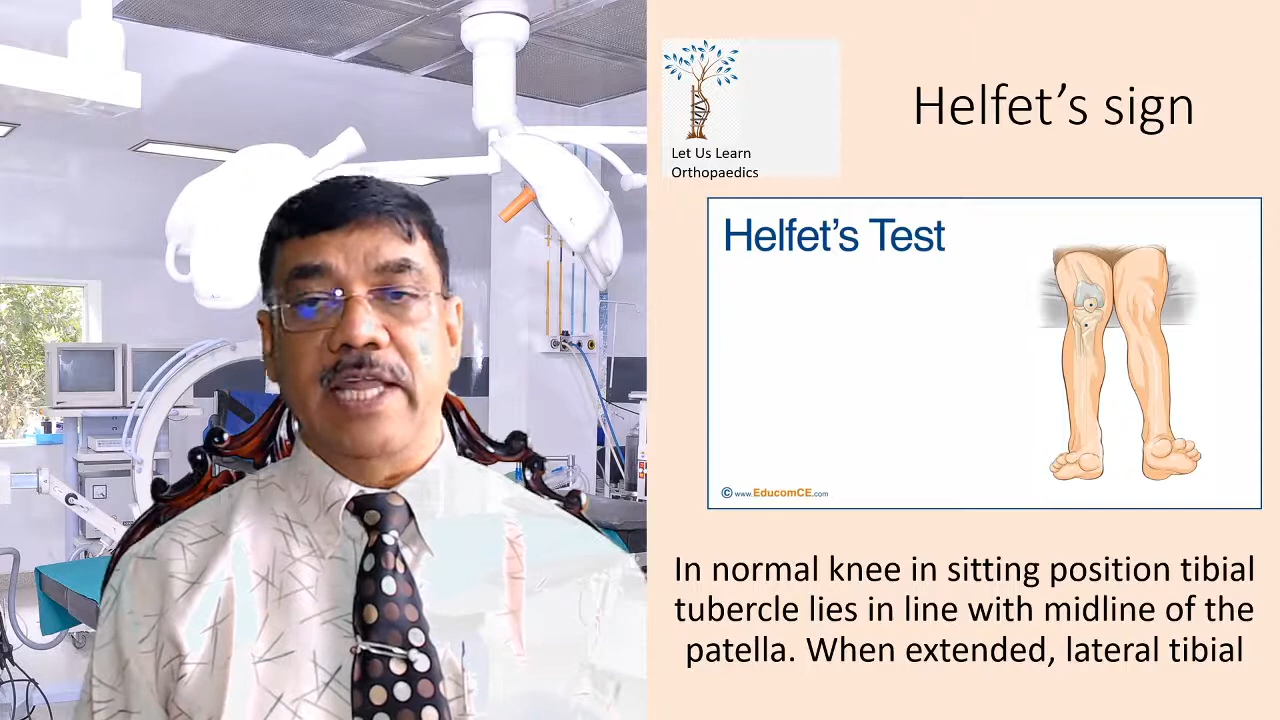 Let Us Learn
Orthopaedics
Helfet's sign
Helfet's Test
© www.EducomCE.com
In normal knee in sitting position tibial
tubercle lies in line with midline of the
patella. When extended, lateral tibial